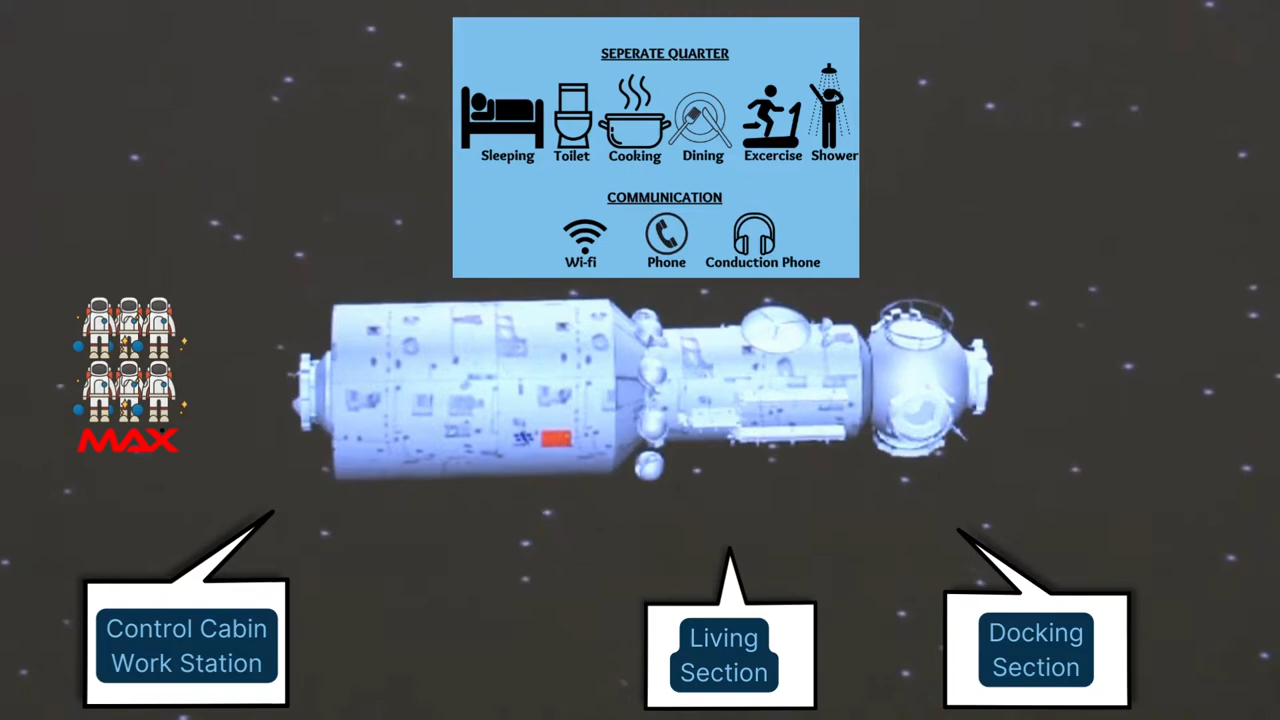 SEPERATE QUARTER
Sleeping Toilet Cooking Dining Excercise Shower
COMMUNICATION
Wi-fi Phone Conduction Phone
MAX
Control Cabin
Work Station
Living
Section
Docking
Section